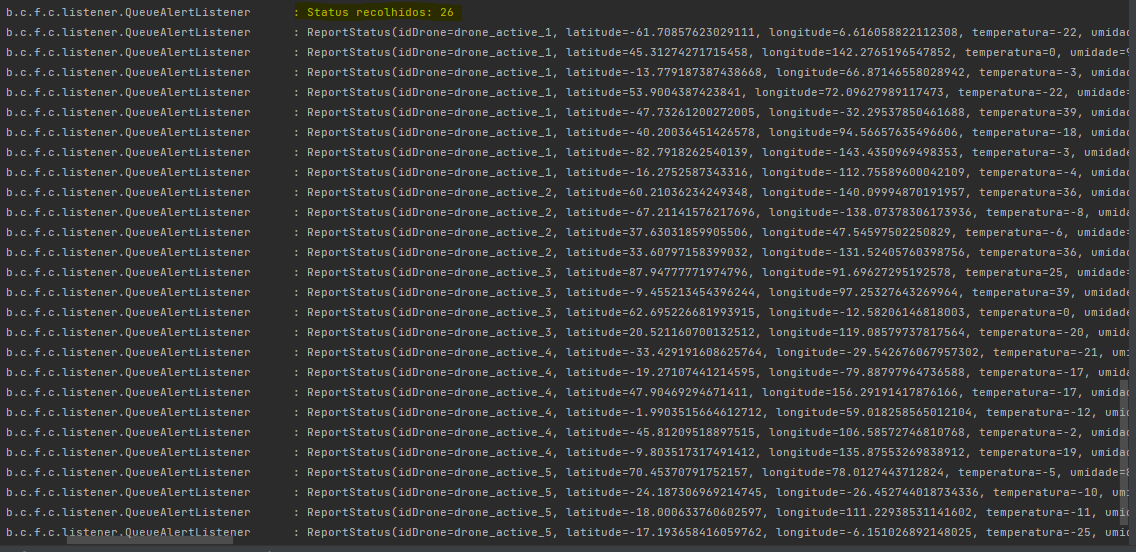 b.c.f.c.listener.QueueAlertListener : Status recolhidos: 26
b.c.f.c.listener.QueueAlertListener : ReportStatus(idDrone=drone_active_1, latitude=-61.70857623029111, longitude=6.616058822112308, temperatura=-22, umidad
b.c.f.c.listener.QueueAlertListener : ReportStatus(idDrone=drone_active_1, latitude=45.31274271715458, longitude=142.2765196547852, temperatura=0, umidade=9
b.c.f.c.listener.QueueAlertListener : ReportStatus(idDrone=drone_active_1, latitude=-13.779187387438668, longitude=66.87146558028942, temperatura=-3, umidad
b.c.f.c.listener.QueueAlertListener : ReportStatus(idDrone=drone_active_1, latitude=53.9004387423841, longitude=72.09627989117473, temperatura=-22, umidade=
b.c.f.c.listener.QueueAlertListener : ReportStatus(idDrone=drone_active_1, latitude=-47.73261200272005, longitude=-32.29537850461688, temperatura=39, umidad
b.c.f.c.listener.QueueAlertListener : ReportStatus(idDrone=drone_active_1, latitude=-40.20036451426578, longitude=94.56657635496606, temperatura=-18, umidad
b.c.f.c.listener.QueueAlertListener : ReportStatus(idDrone=drone_active_1, latitude=-82.7918262540139, longitude=-143.4350969498353, temperatura=-3, umidad
b.c.f.c.listener.QueueAlertListener : ReportStatus(idDrone=drone_active_1, latitude=-16.2752587343316, longitude=-112.75589600042109, temperatura=-4, umidad
b.c.f.c.listener.QueueAlertListener : ReportStatus(idDrone=drone_active_2, latitude=60.21036234249348, longitude=-140.09994870191957, temperatura=36, umidad
b.c.f.c.listener.QueueAlertListener : ReportStatus(idDrone=drone_active_2, latitude=-67.21141576217696, longitude=-138.07378306173936, temperatura=-8, umida
b.c.f.c.listener.QueueAlertListener : ReportStatus(idDrone=drone_active_2, latitude=37.63031859905506, longitude=47.54597502250829, temperatura=-6, umidade=
b.c.f.c.listener.QueueAlertListener : ReportStatus(idDrone=drone_active_2, latitude=33.60797158399032, longitude=-131.52405760398756, temperatura=36, umidad
b.c.f.c.listener.QueueAlertListener : ReportStatus(idDrone=drone_active_3, latitude=87.94777771974796, longitude=91.69627295192578, temperatura=25, umidade=
b.c.f.c.listener.QueueAlertListener : ReportStatus(idDrone=drone_active_3, latitude=-9.455213454396244, longitude=97.25327643269964, temperatura=39, umidade
b.c.f.c.listener.QueueAlertListener : ReportStatus(idDrone=drone_active_3, latitude=62.695226681993915, longitude=-12.58206146818003, temperatura=0, umidade
b.c.f.c.listener.QueueAlertListener : ReportStatus(idDrone=drone_active_3, latitude=20.521160700132512, longitude=119.08579737817564, temperatura=-20, umida
b.c.f.c.listener.QueueAlertListener : ReportStatus(idDrone=drone_active_4, latitude=-33.429191608625764, longitude=-29.542676067957302, temperatura=-21, umi
b.c.f.c.listener.QueueAlertListener : ReportStatus(idDrone=drone_active_4, latitude=-19.27107441214595, longitude=-79.88797964736588, temperatura=-17, umida
b.c.f.c.listener.QueueAlertListener : ReportStatus(idDrone=drone_active_4, latitude=47.90469294671411, longitude=156.29191417876166, temperatura=-17, umida
b.c.f.c.listener.QueueAlertListener : ReportStatus(idDrone=drone_active_4, latitude=-1.9903515664612712, longitude=59.018258565012104, temperatura=-12, umid
b.c.f.c.listener.QueueAlertListener : ReportStatus(idDrone=drone_active_4, latitude=-45.81209518897515, longitude=106.58572746810768, temperatura=-2, umidad
b.c.f.c.listener.QueueAlertListener : ReportStatus(idDrone=drone_active_4, latitude=-9.803517317491412, longitude=135.87553269838912, temperatura=19, umidad
b.c.f.c.listener.QueueAlertListener : ReportStatus(idDrone=drone_active_5, latitude=70.45370791752157, longitude=78.0127443712824, temperatura=-5, umidade=8
b.c.f.c.listener.QueueAlertListener : ReportStatus(idDrone=drone_active_5, latitude=-24.187306969214745, longitude=-26.452744018734336, temperatura=-10, umi
b.c.f.c.listener.QueueAlertListener : ReportStatus(idDrone=drone_active_5, latitude=-18.000633760602597, longitude=111.22938531141602, temperatura=-11, umid
b.c.f.c.listener.QueueAlertListener : ReportStatus(idDrone=drone_active_5, latitude=-17.193658416059762, longitude=-6.151026892148025, temperatura=-25, umid